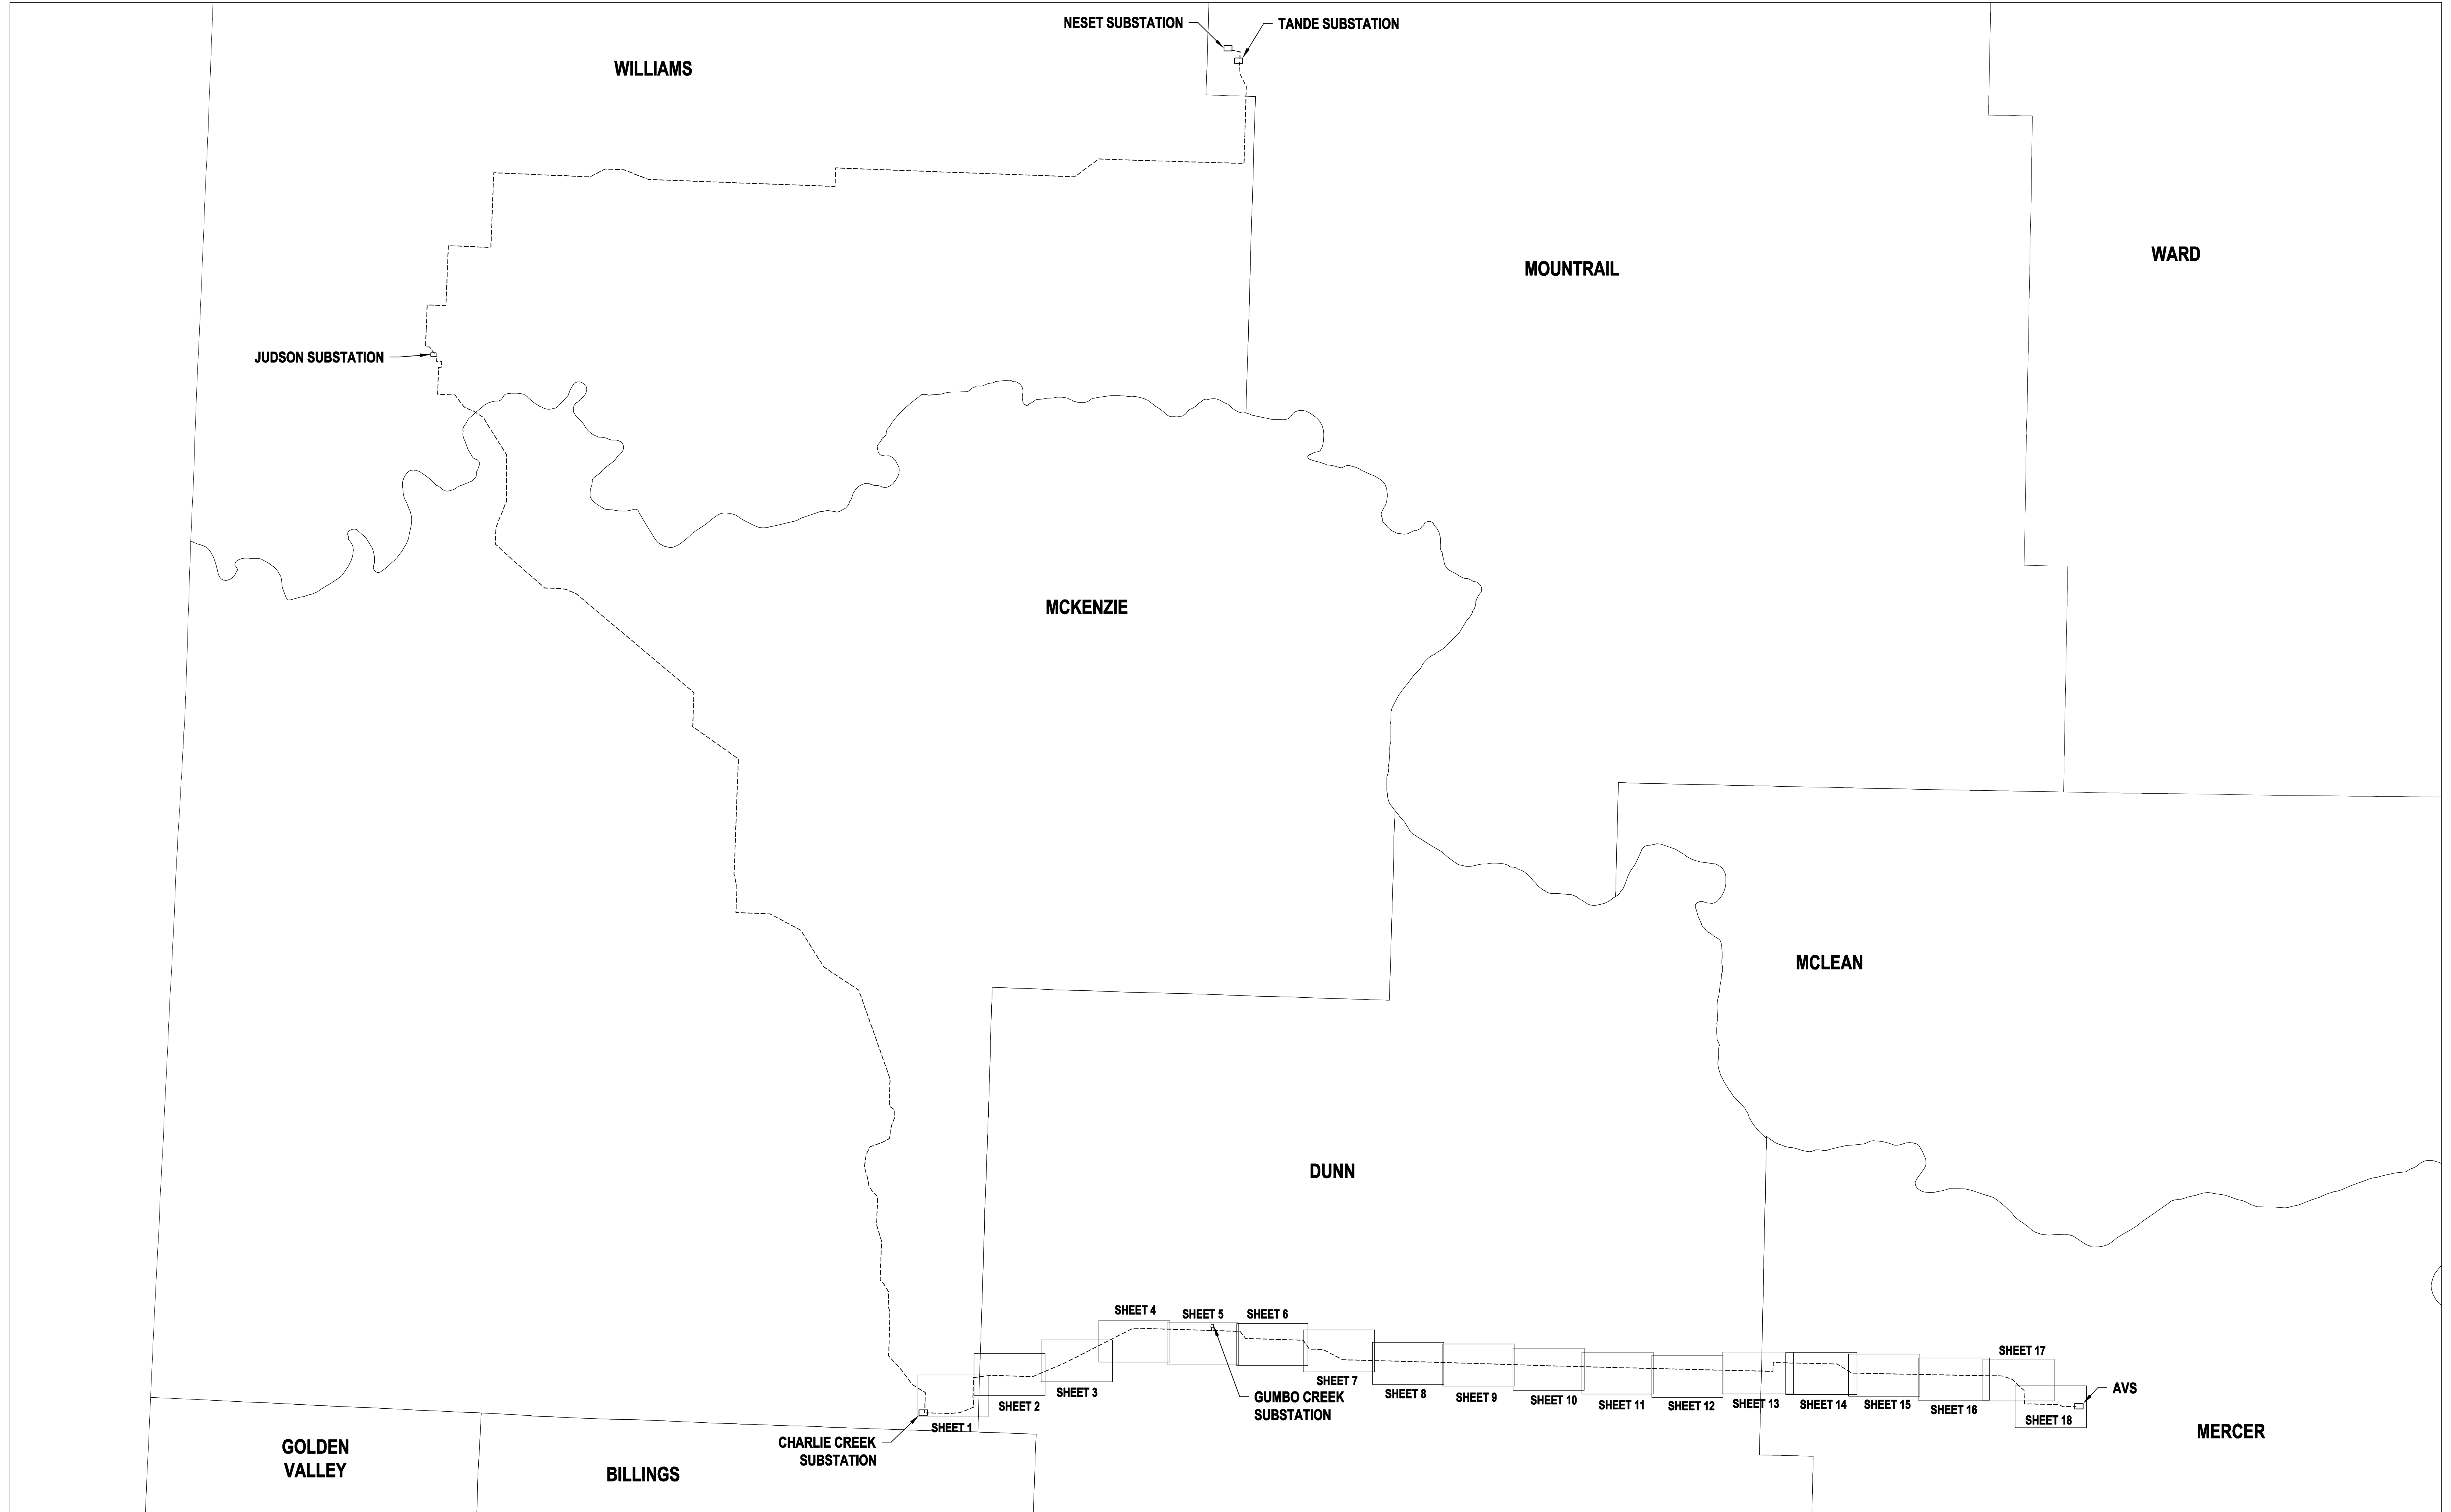 NESET SUBSTATION
TANDE SUBSTATION
WILLIAMS
WARD
MOUNTRAIL
JUDSON SUBSTATION
MCKENZIE
MCLEAN
DUNN
SHEET 4
SHEET 5
SHEET 6
SHEET 17
SHEET 7
GUMBO CREEK
SUBSTATION
AVS
SHEET 3
SHEET 8
SHEET 9
SHEET 10
SHEET 11
SHEET 12
SHEET 13
SHEET 14
SHEET 15
SHEET 16
SHEET 2
SHEET 18
SHEET 1
MERCER
CHARLIE CREEK
SUBSTATION
GOLDEN
VALLEY
BILLINGS